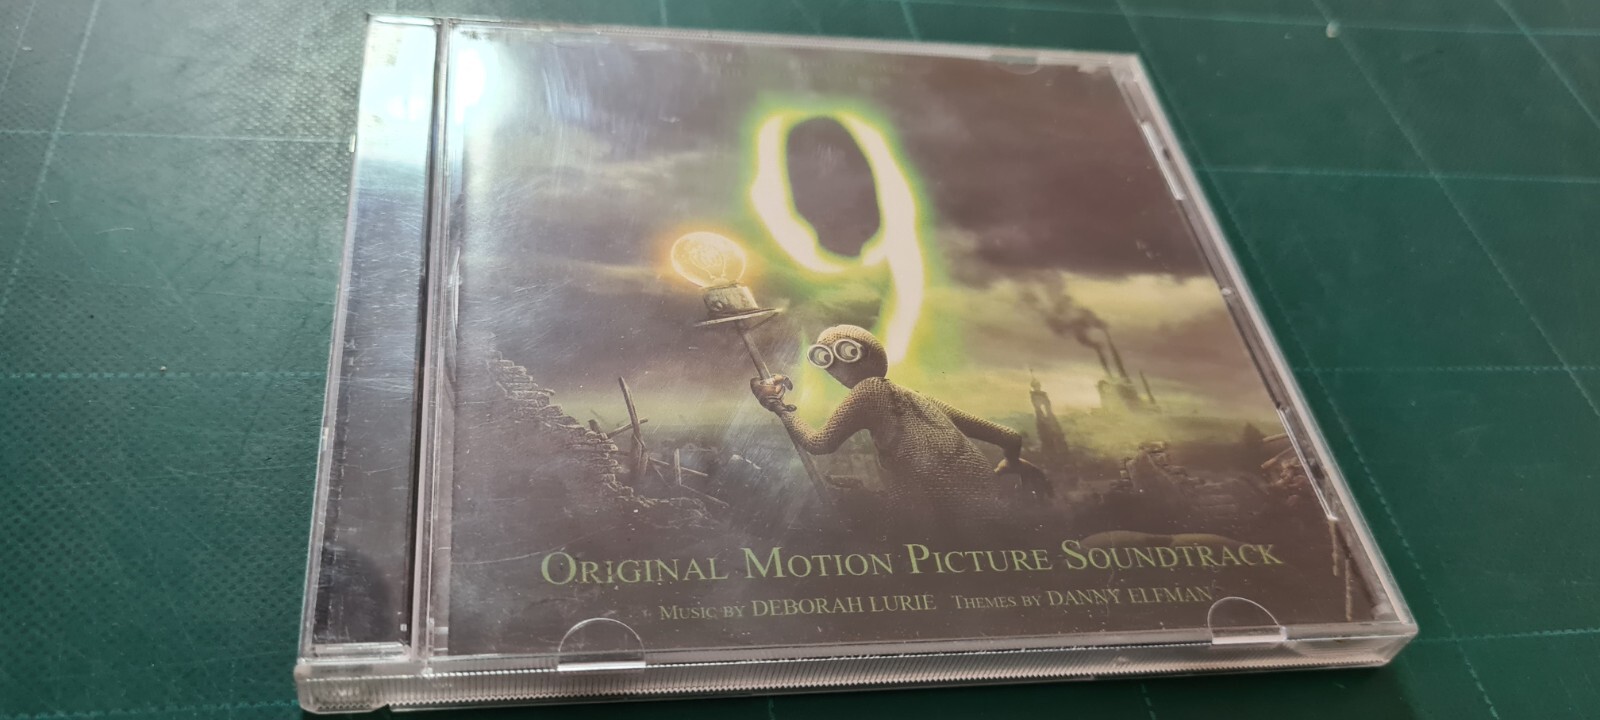 9
ORIGINAL MOTION PICTURE SOUNDTRACK
MUSIC BY DEBORAH LURIE THEMES BY DANNY ELFMAN